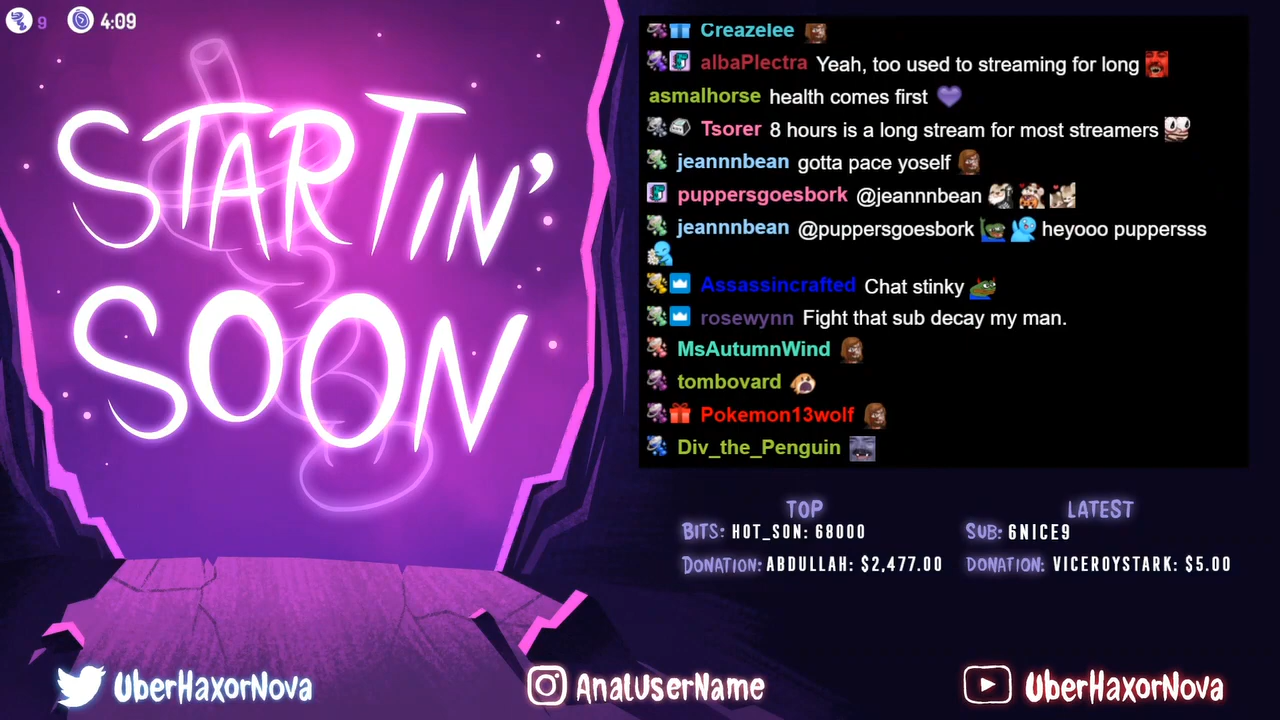 9 4:09
STARTIN'
SOON
Creazelee
albaPlectra Yeah, too used to streaming for long
asmalhorse health comes first
Tsorer 8 hours is a long stream for most streamers
jeannnbean gotta pace yoself
puppersgoesbork @jeannnbean
jeannnbean @puppersgoesbork heyooo puppersss
Assassincrafted Chat stinky
rosewynn Fight that sub decay my man.
MsAutumnWind
tombovard
Pokemon13wolf
Div_the_Penguin
TOP
BITS: HOT_SON: 68000
DONATION: ABDULLAH: $2,477.00
LATEST
SUB: 6NICE9
DONATION: VICEROYSTARK: $5.00
UberHaxorNova
AnalUserName
UberHaxorNova